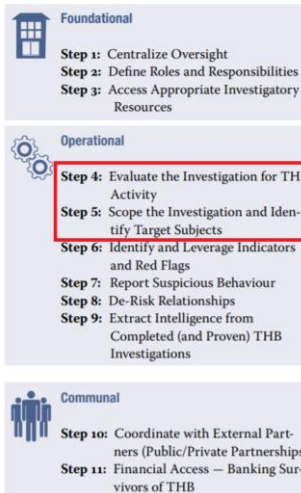 Foundational
Step 1: Centralize Oversight
Step 2: Define Roles and Responsibilities
Step 3: Access Appropriate Investigatory
Resources
Operational
Step 4: Evaluate the Investigation for TH
Activity
Step 5: Scope the Investigation and Iden-
tify Target Subjects
Step 6: Identify and Leverage Indicators
and Red Flags
Step 7: Report Suspicious Behaviour
Step 8: De-Risk Relationships
Step 9: Extract Intelligence from
Completed (and Proven) THB
Investigations
Communal
Step 10: Coordinate with External Part-
ners (Public/Private Partnerships
Step 11: Financial Access — Banking Sur-
vivors of THB